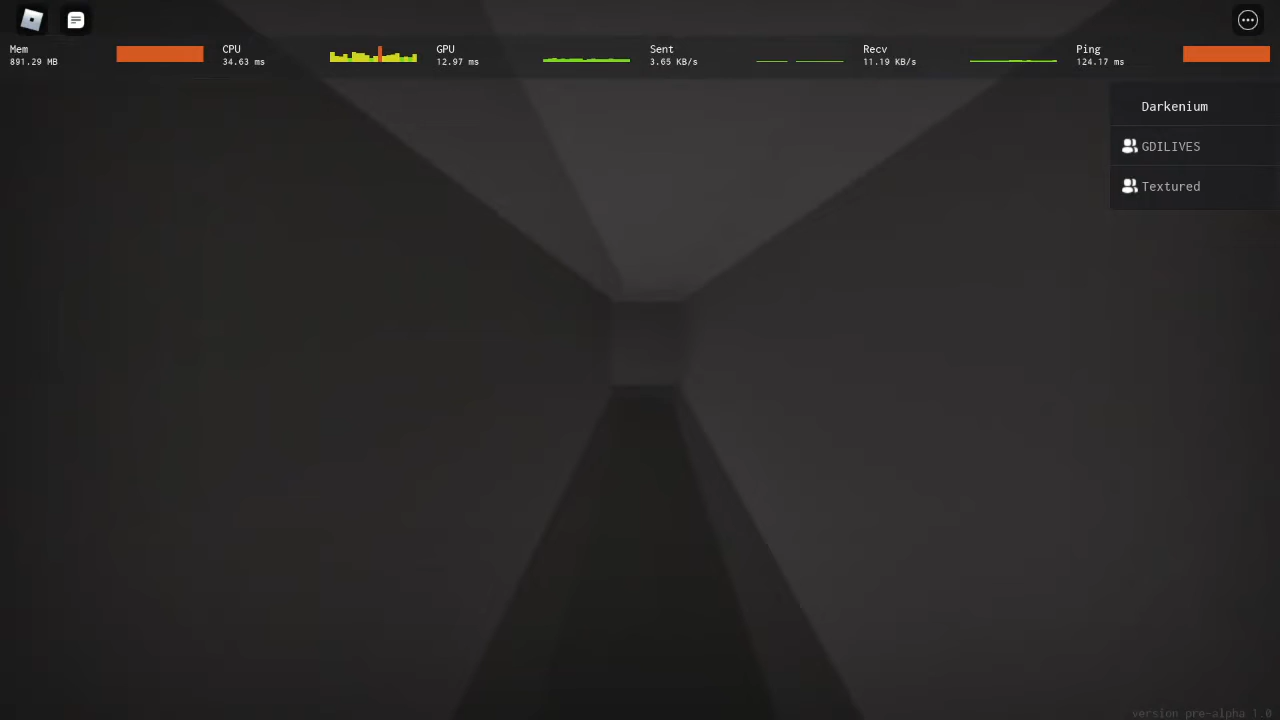 Mem
891.29 MB
CPU
34.63 ms
GPU
12.97 ms
Sent
3.65 KB/s
Recv
11.19 KB/s
Ping
124.17 ms
Darkenium
GDILIVES
Textured
version pre-alpha 1.0